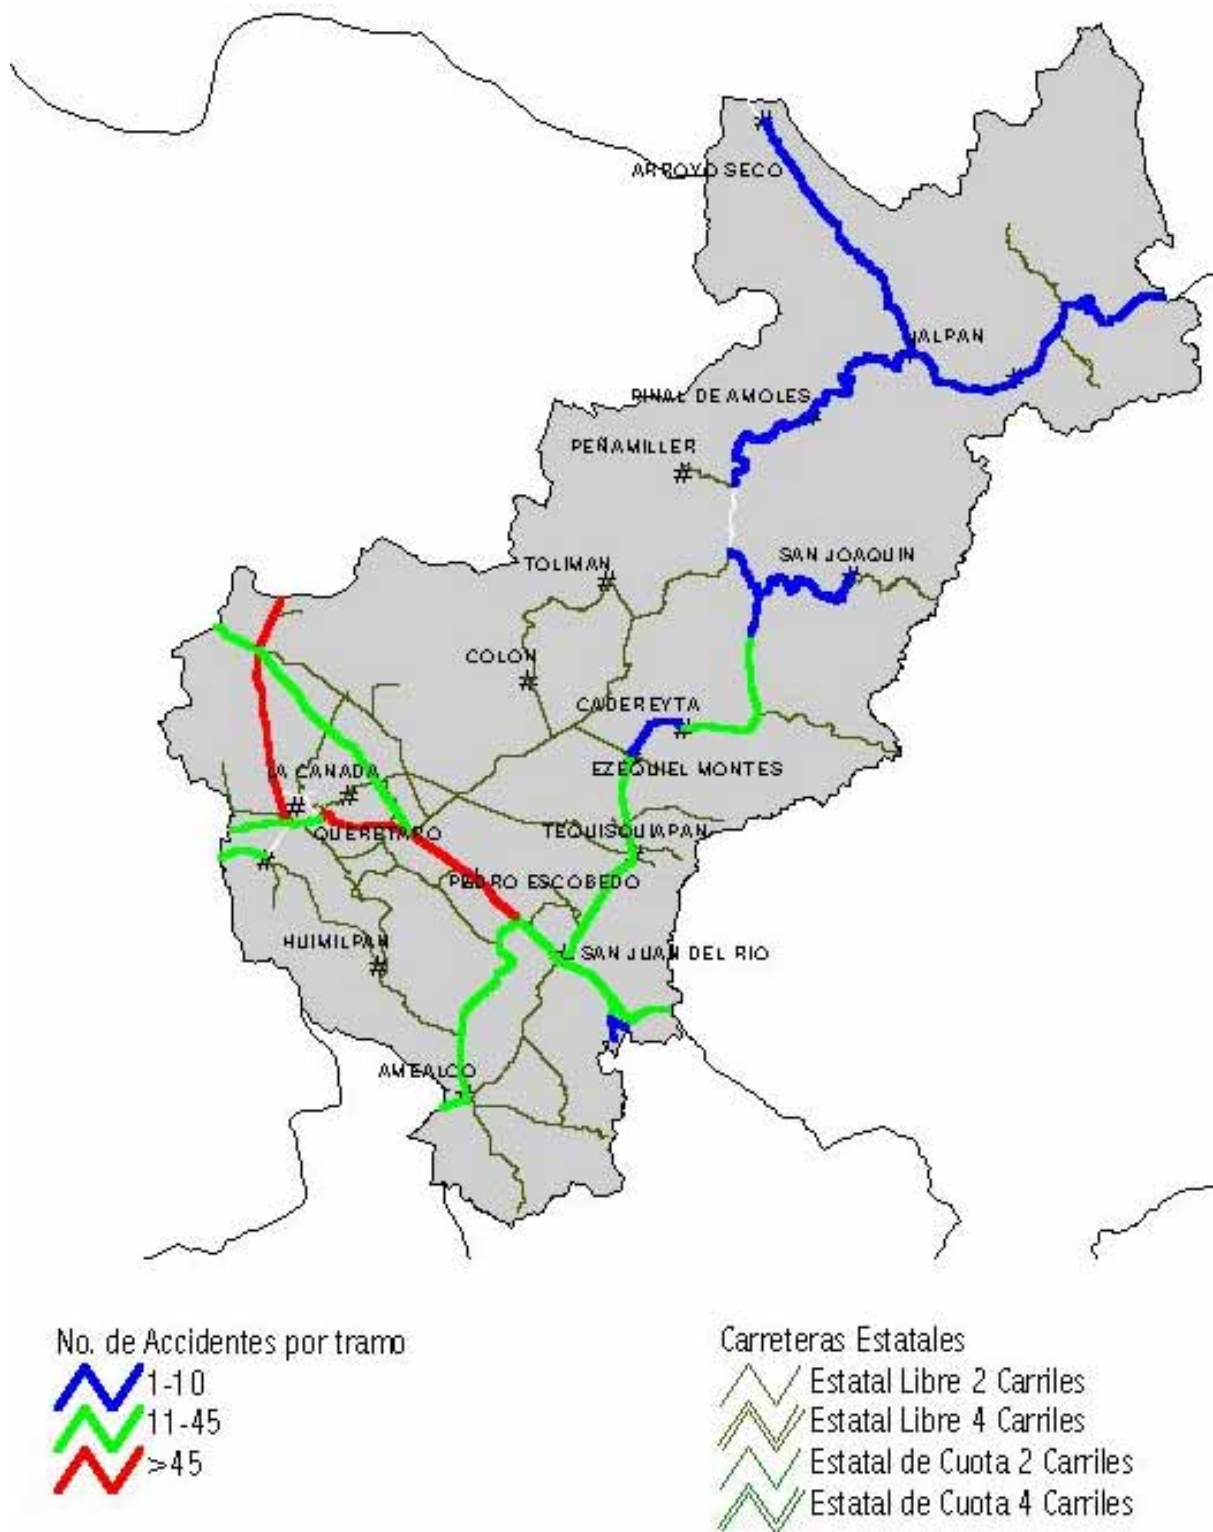 ARROYO SECO
JALPAN
PINAL DE AMOLES
PEÑAMILLER
SAN JOAQUIN
TOLIMAN
COLON
CADEREYTA
EZEQUIEL MONTES
LA CAÑADA
QUERETARO
TEQUISQUIAPAN
PEDRO ESCOBEDO
HUIMILPAN
SAN JUAN DEL RIO
AMEALCO
No. de Accidentes por tramo
1-10
11-45
>45
Carreteras Estatales
Estatal Libre 2 Carriles
Estatal Libre 4 Carriles
Estatal de Cuota 2 Carriles
Estatal de Cuota 4 Carriles